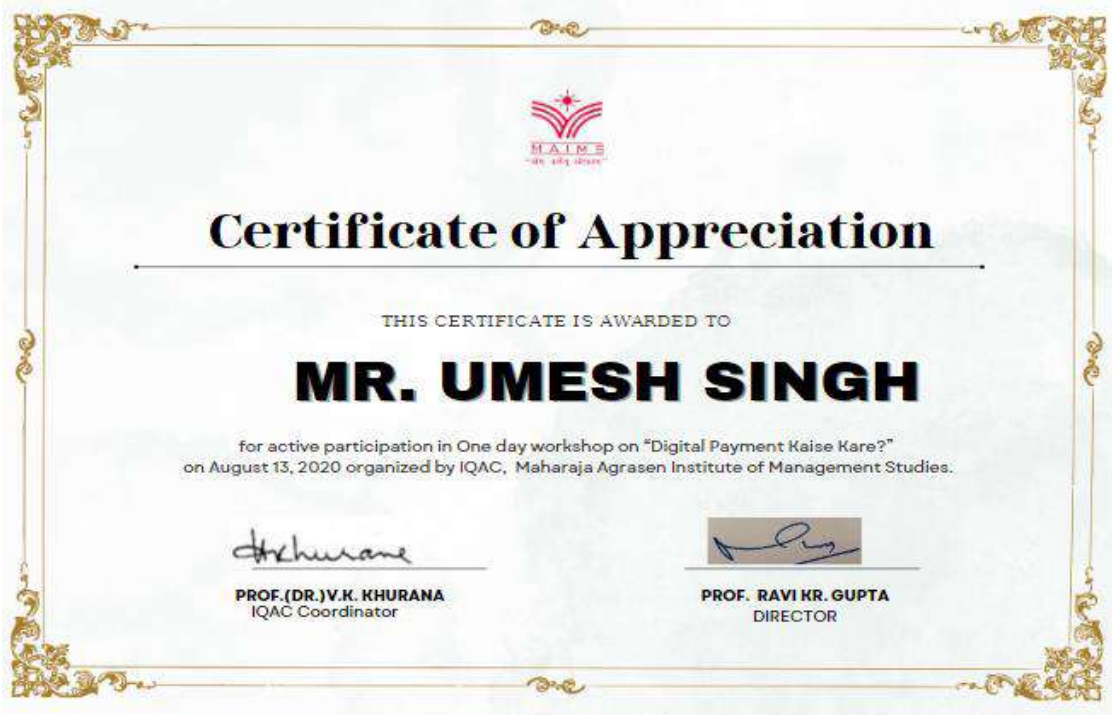 MAIMS
Certificate of Appreciation
THIS CERTIFICATE IS AWARDED TO
MR. UMESH SINGH
for active participation in One day workshop on “Digital Payment Kaise Kare?”
on August 13, 2020 organized by IQAC, Maharaja Agrasen Institute of Management Studies.
PROF.(DR.)V.K. KHURANA
IQAC Coordinator
PROF. RAVI KR. GUPTA
DIRECTOR